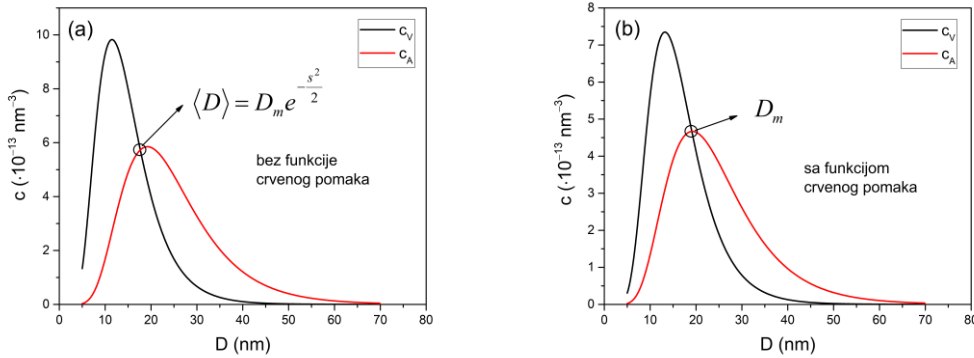 (a)
c_V
c_A
⟨D⟩ = D_m e^{-\frac{s^2}{2}}
bez funkcije
crvenog pomaka
c (·10⁻¹³ nm⁻³)
10
8
6
4
2
0
0 10 20 30 40 50 60 70 80
D (nm)
(b)
c_V
c_A
D_m
sa funkcijom
crvenog pomaka
c (·10⁻¹³ nm⁻³)
8
7
6
5
4
3
2
1
0
0 10 20 30 40 50 60 70 80
D (nm)